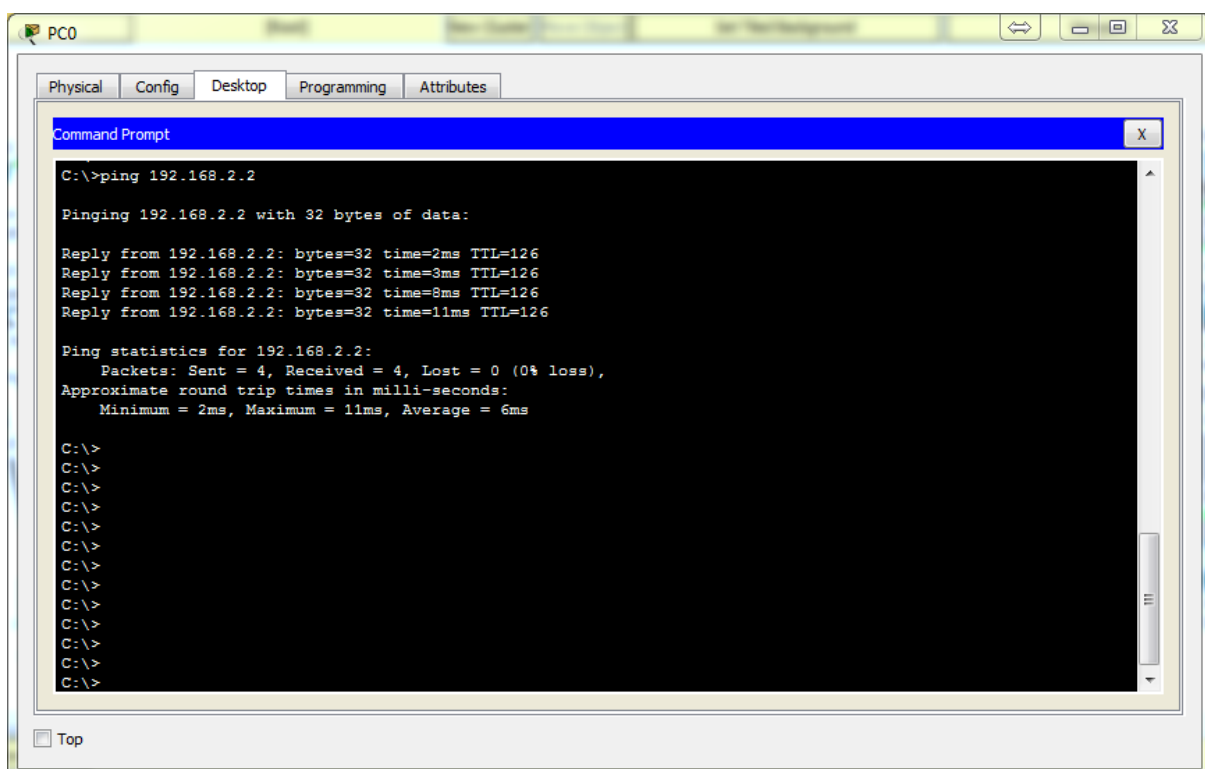 PC0
Physical Config Desktop Programming Attributes
Command Prompt X
C:\>ping 192.168.2.2
Pinging 192.168.2.2 with 32 bytes of data:
Reply from 192.168.2.2: bytes=32 time=2ms TTL=126
Reply from 192.168.2.2: bytes=32 time=3ms TTL=126
Reply from 192.168.2.2: bytes=32 time=8ms TTL=126
Reply from 192.168.2.2: bytes=32 time=11ms TTL=126
Ping statistics for 192.168.2.2:
Packets: Sent = 4, Received = 4, Lost = 0 (0% loss),
Approximate round trip times in milli-seconds:
Minimum = 2ms, Maximum = 11ms, Average = 6ms
C:\>
C:\>
C:\>
C:\>
C:\>
C:\>
C:\>
C:\>
C:\>
C:\>
C:\>
C:\>
C:\>
Top